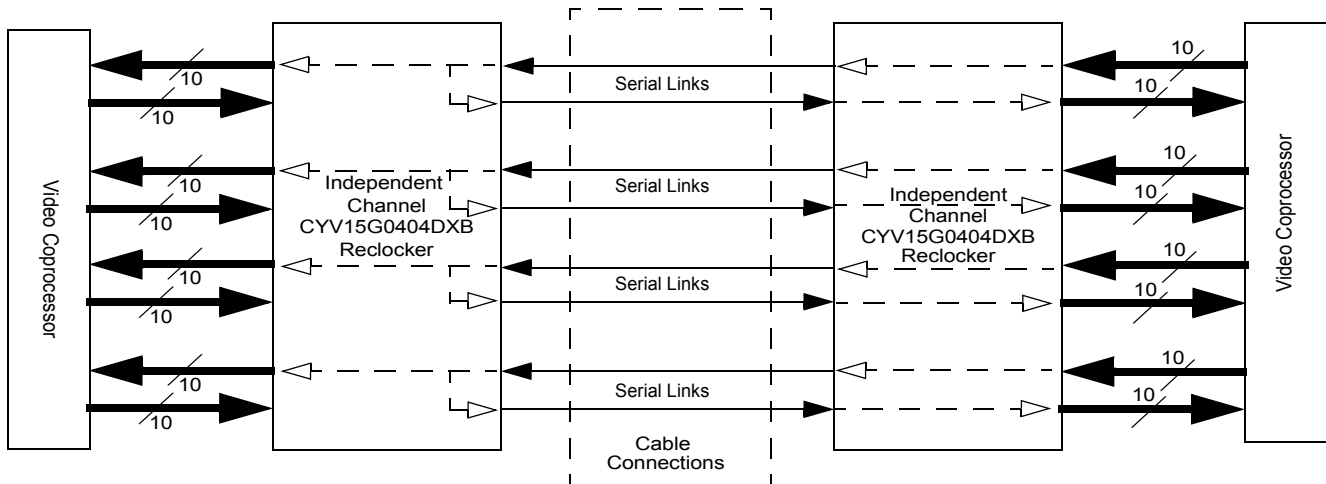 Video Coprocessor
10
10
10
10
10
10
10
10
Independent
Channel
CYV15G0404DXB
Reclocker
Serial Links
Serial Links
Serial Links
Serial Links
Cable
Connections
Independent
Channel
CYV15G0404DXB
Reclocker
10
10
10
10
10
10
10
10
Video Coprocessor